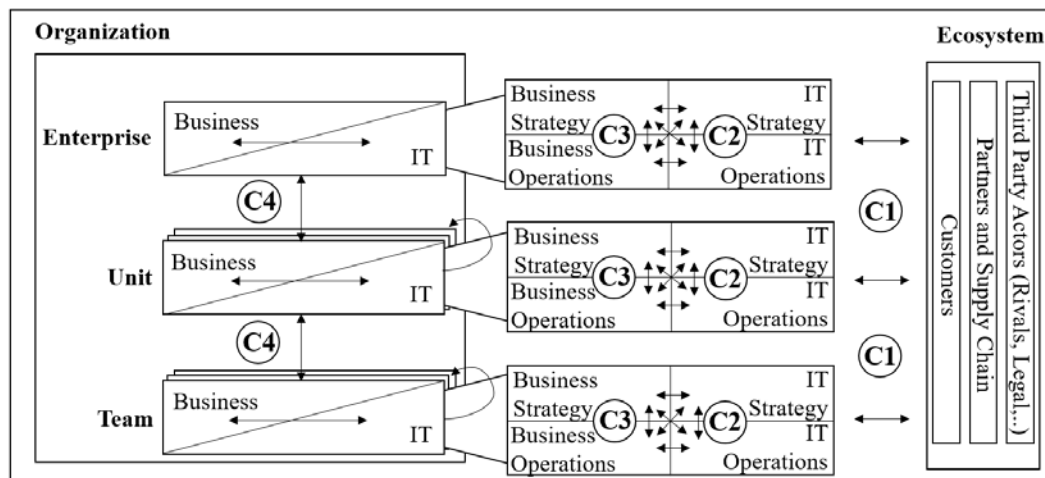 Organization
Ecosystem
Enterprise
Business
IT
Business
IT
Strategy
C3
C2
Strategy
Business
IT
Operations
Operations
C4
C1
Unit
Business
IT
Business
IT
Strategy
C3
C2
Strategy
Business
IT
Operations
Operations
C4
C1
Team
Business
IT
Business
IT
Strategy
C3
C2
Strategy
Business
IT
Operations
Operations
Customers
Partners and Supply Chain
Third Party Actors (Rivals, Legal,...)